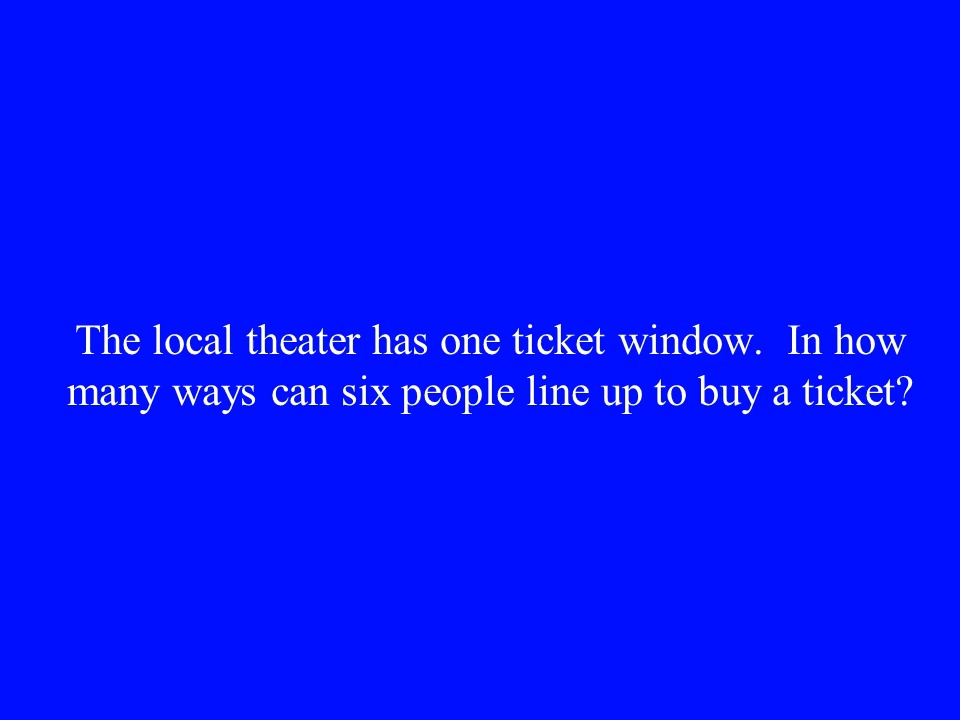 The local theater has one ticket window.  In how
many ways can six people line up to buy a ticket?